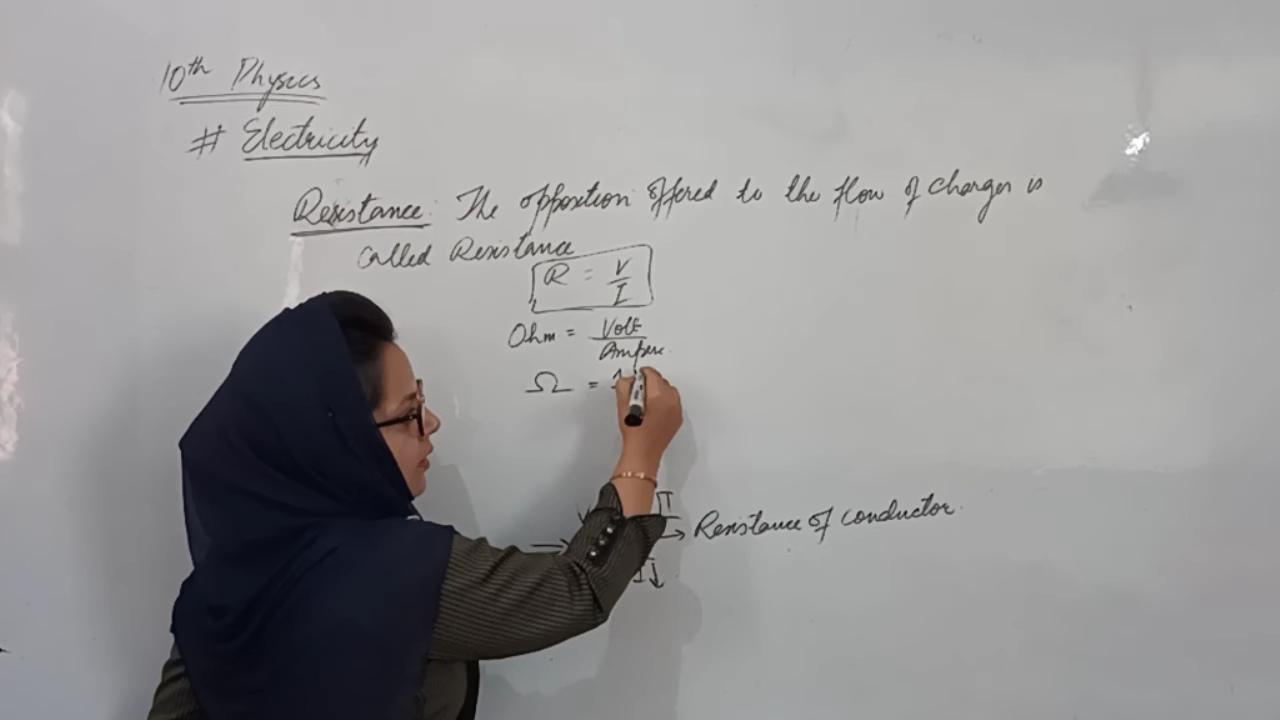 10th Physics
# Electricity
Resistance: The opposition offered to the flow of charges is
called Resistance
R = V/I
Ohm = Volt/Ampere.
Ω =
→ Resistance of conductor.
I↓